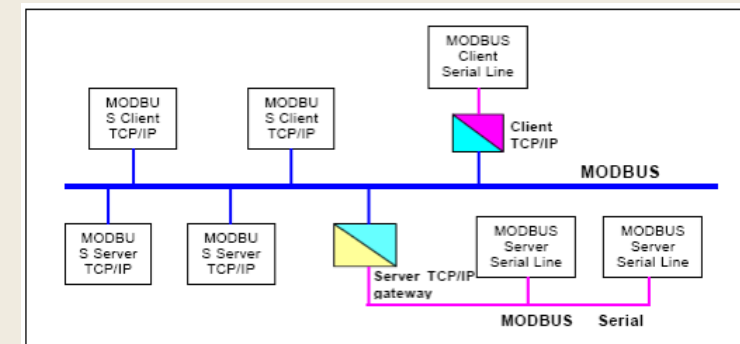 MODBUS
Client
Serial Line
MODBU
S Client
TCP/IP
MODBU
S Client
TCP/IP
Client
TCP/IP
MODBUS
MODBU
S Server
TCP/IP
MODBU
S Server
TCP/IP
Server TCP/IP
gateway
MODBUS
Server
Serial Line
MODBUS
Server
Serial Line
MODBUS Serial